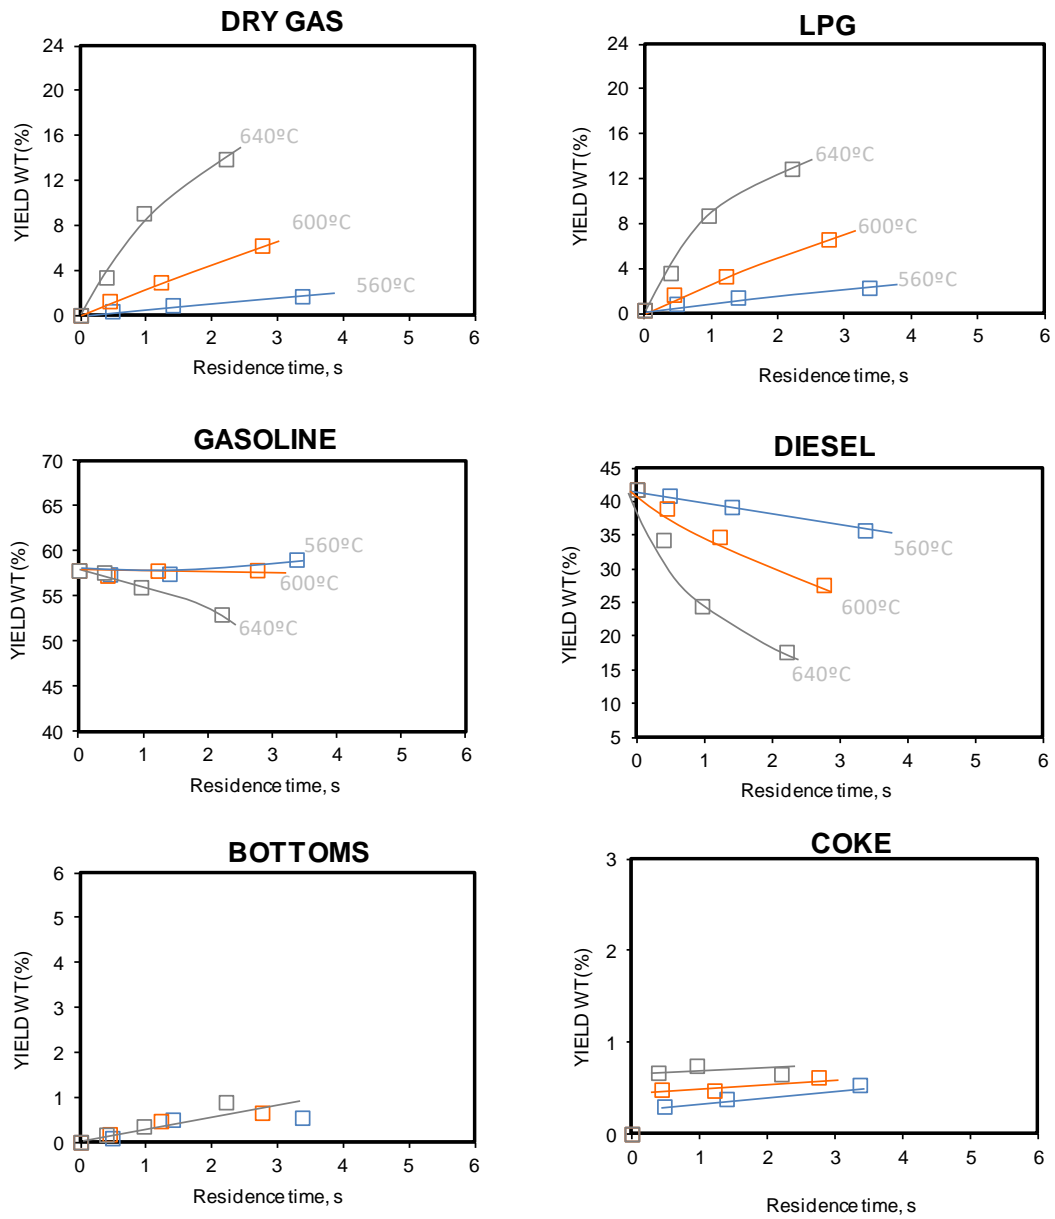 DRY GAS
YIELD WT(%)
24
20
16
12
8
4
0
640ºC
600ºC
560ºC
0 1 2 3 4 5 6
Residence time, s
LPG
YIELD WT(%)
24
20
16
12
8
4
0
640ºC
600ºC
560ºC
0 1 2 3 4 5 6
Residence time, s
GASOLINE
YIELD WT(%)
70
65
60
55
50
45
40
560ºC
600ºC
640ºC
0 1 2 3 4 5 6
Residence time, s
DIESEL
YIELD WT(%)
45
40
35
30
25
20
15
10
5
560ºC
600ºC
640ºC
0 1 2 3 4 5 6
Residence time, s
BOTTOMS
YIELD WT(%)
6
5
4
3
2
1
0
0 1 2 3 4 5 6
Residence time, s
COKE
YIELD WT(%)
3
2
1
0
0 1 2 3 4 5 6
Residence time, s